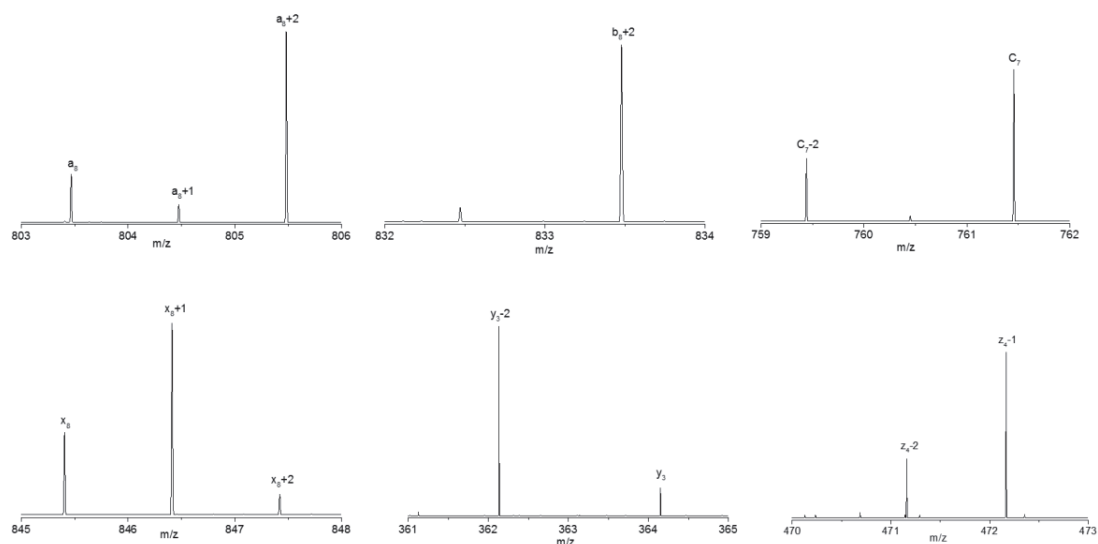 a₈+2
a₈
a₈+1
803 804 805 806
m/z
b₈+2
832 833 834
m/z
C₇
C₇-2
759 760 761 762
m/z
x₈+1
x₈
x₈+2
845 846 847 848
m/z
y₃-2
y₃
361 362 363 364 365
m/z
z₄-1
z₄-2
470 471 472 473
m/z